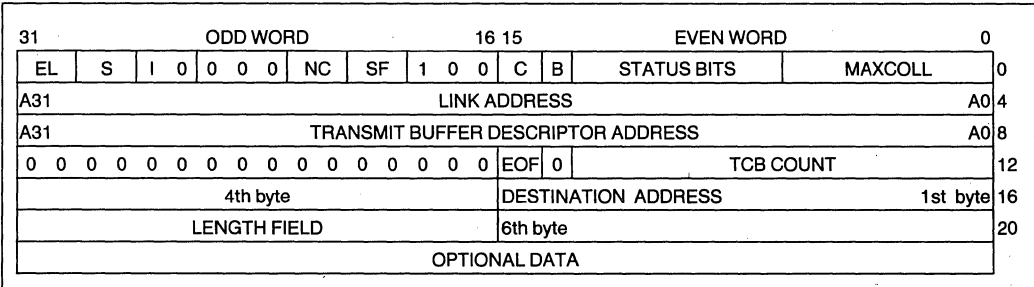 31 ODD WORD 16 15 EVEN WORD 0
EL S I 0 0 0 0 NC SF 1 0 0 C B STATUS BITS MAXCOLL 0
A31 LINK ADDRESS A0 4
A31 TRANSMIT BUFFER DESCRIPTOR ADDRESS A0 8
0 0 0 0 0 0 0 0 0 0 0 0 0 0 0 0 EOF 0 TCB COUNT 12
4th byte DESTINATION ADDRESS 1st byte 16
LENGTH FIELD 6th byte 20
OPTIONAL DATA